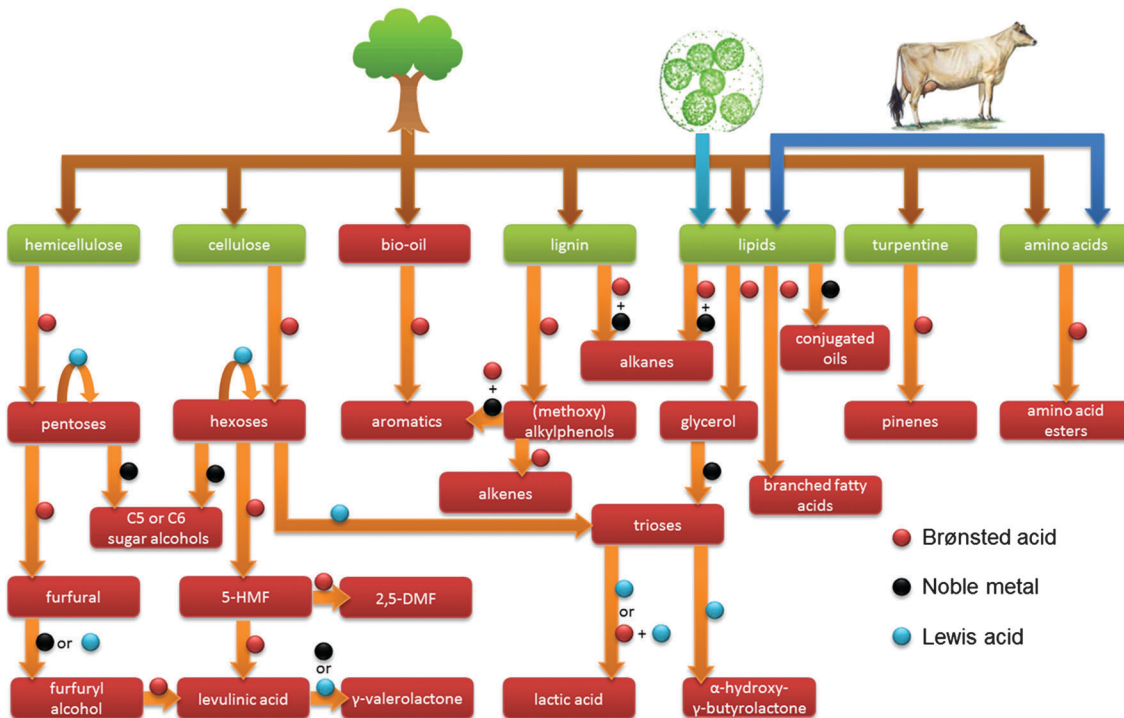 hemicellulose
cellulose
bio-oil
lignin
lipids
turpentine
amino acids
+
+
alkanes
conjugated
oils
+
pentoses
hexoses
aromatics
(methoxy)
alkylphenols
glycerol
pinenes
amino acid
esters
alkenes
branched fatty
acids
C5 or C6
sugar alcohols
trioses
Brønsted acid
Noble metal
Lewis acid
furfural
5-HMF
2,5-DMF
or
or
+
or
furfuryl
alcohol
levulinic acid
γ-valerolactone
lactic acid
α-hydroxy-
γ-butyrolactone